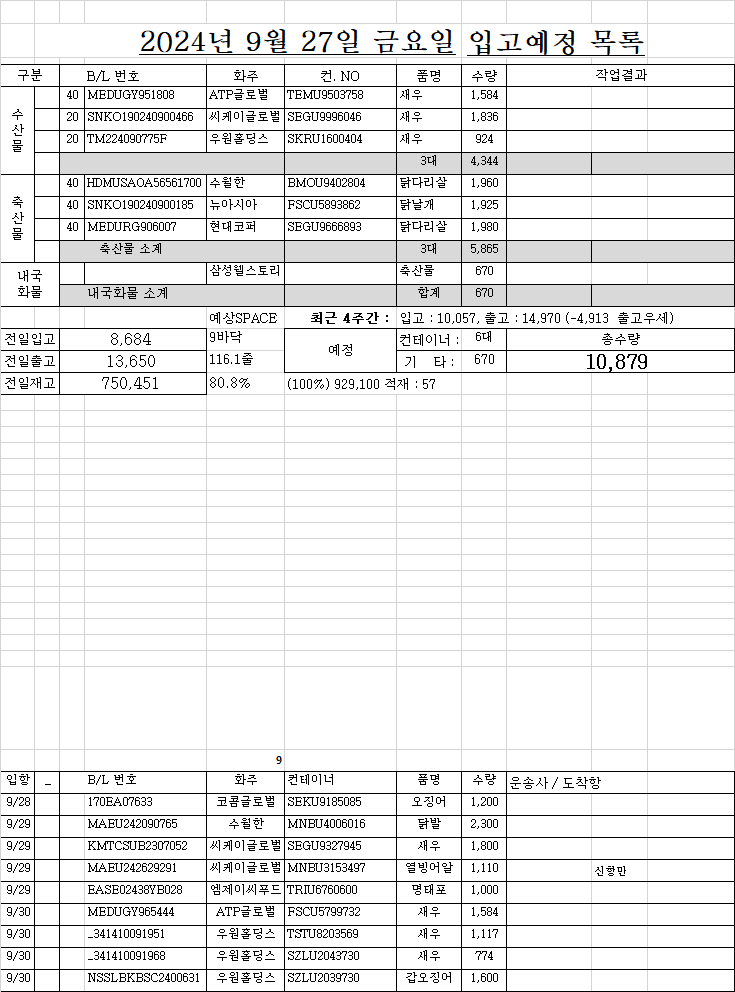 2024년 9월 27일 금요일 입고예정 목록
구분 B/L 번호 화주 컨. NO 품명 수량 작업결과
수산물
40 MEDUGY951808 ATP글로벌 TBMU9503758 새우 1,584
20 SNKO190240900466 씨케이글로벌 SEGU9996046 새우 1,836
20 TM224090775F 우원홀딩스 SKRU1600404 새우 924
3대 4,344
축산물
40 HDMUSAOA56561700 수월한 BMOU9402804 닭다리살 1,960
40 SNKO190240900185 뉴아시아 FSCU5893862 닭날개 1,925
40 MEDURG906007 현대코퍼 SEGU9666893 닭다리살 1,980
축산물 소계 3대 5,865
내국화물
삼성웰스토리 축산물 670
내국화물 소계 합계 670
예상SPACE 최근 4주간 : 입고 : 10,057, 출고 : 14,970 (-4,913 출고우세)
전일입고 8,684 9바닥 예정 컨테이너 : 6대 총수량
전일출고 13,650 116.1줄 기 타 : 670 10,879
전일재고 750,451 80.8% (100%) 929,100 적재 : 57
9
입항 _ B/L 번호 화주 컨테이너 품명 수량 운송사 / 도착항
9/28 170EA07633 코콤글로벌 SEKU9185085 오징어 1,200
9/29 MAEU242090765 수월한 MNBU4006016 닭발 2,300
9/29 KMTCSUB2307052 씨케이글로벌 SEGU9327945 새우 1,800
9/29 MAEU242629291 씨케이글로벌 MNBU3153497 열빙어알 1,110 신항만
9/29 EASE02438YB028 엠제이씨푸드 TRIU6760600 명태포 1,000
9/30 MEDUGY965444 ATP글로벌 FSCU5799732 새우 1,584
9/30 _341410091951 우원홀딩스 TSTU8203569 새우 1,117
9/30 _341410091968 우원홀딩스 SZLU2043730 새우 774
9/30 NSSLBKBSC2400631 우원홀딩스 SZLU2039730 갑오징어 1,600